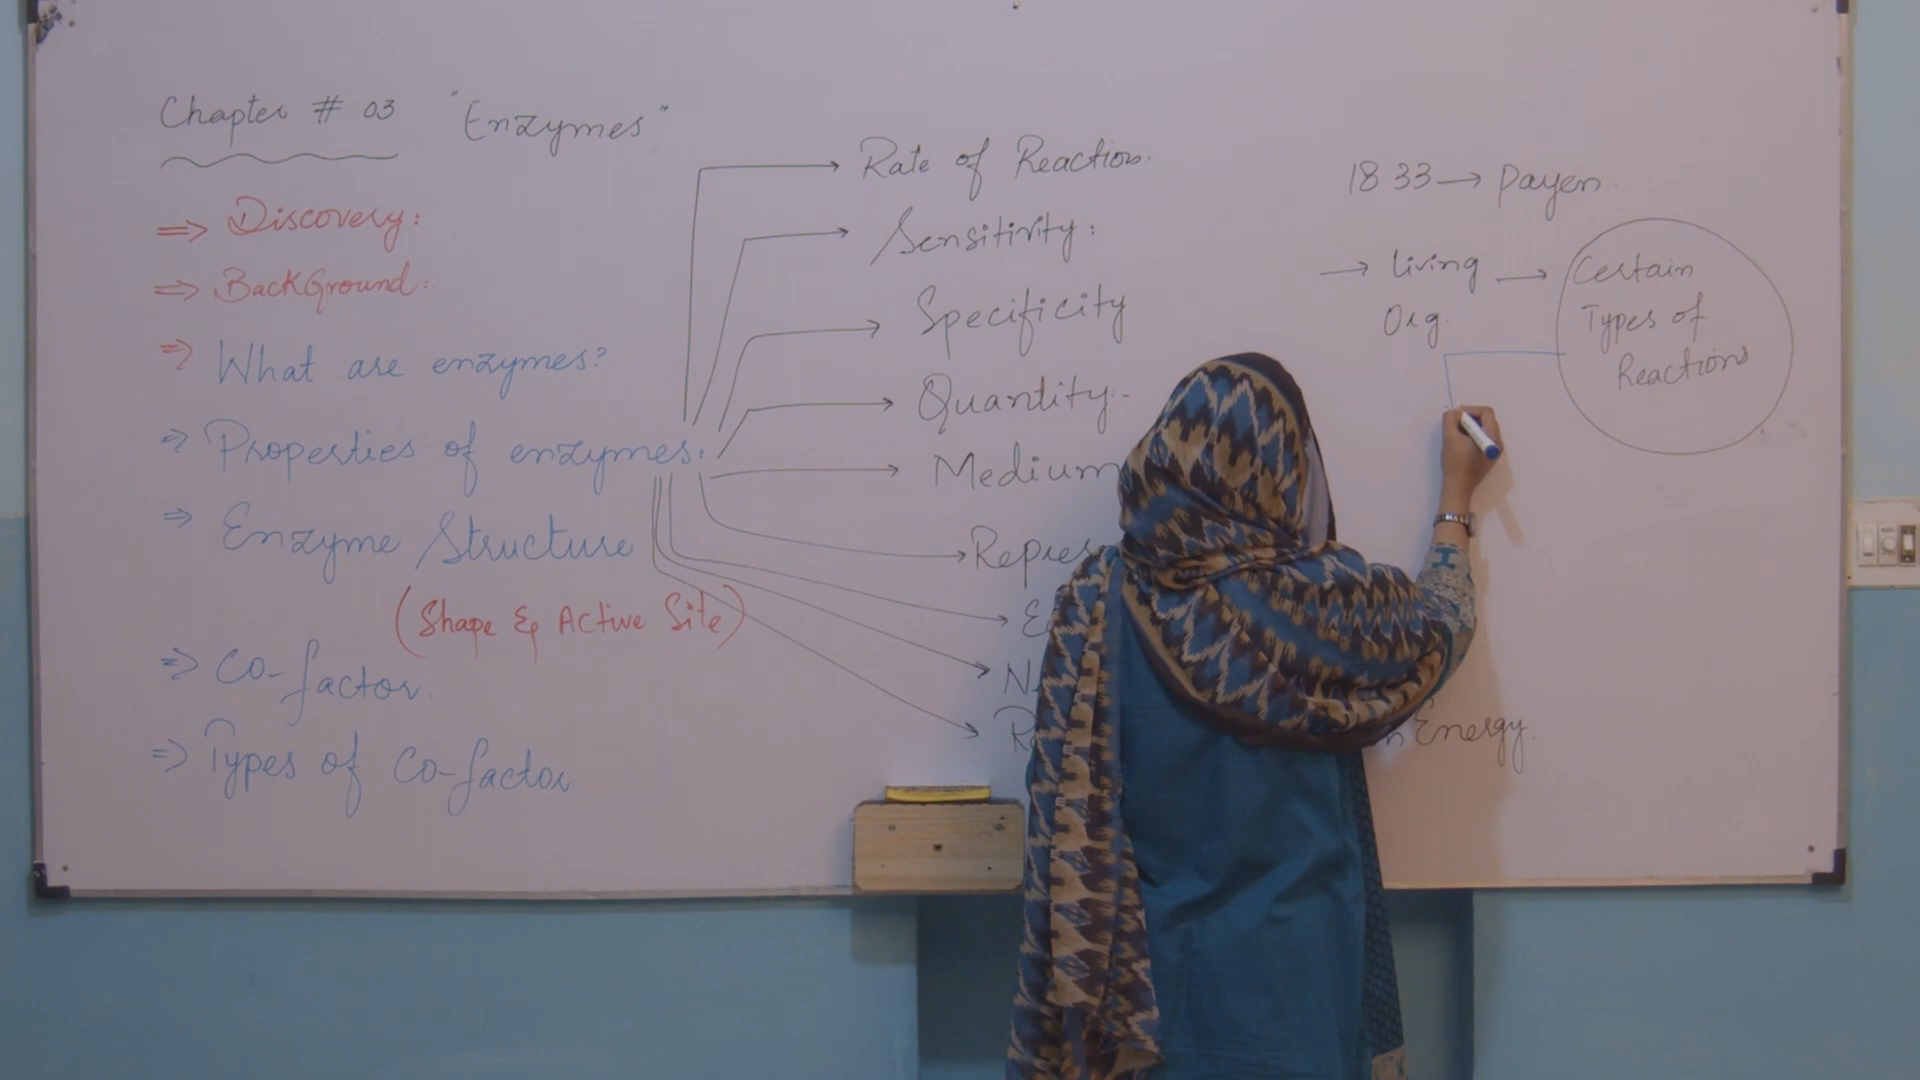 Chapter # 03 "Enzymes"
⇒ Discovery:
⇒ BackGround:
⇒ What are enzymes?
⇒ Properties of enzymes:
⇒ Enzyme Structure
(Shape & Active Site)
⇒ Co-factor.
⇒ Types of Co-factor
→ Rate of Reaction.
→ Sensitivity:
→ Specificity
→ Quantity.
→ Medium
Energy.
1833 → Payen.
→ living → Certain
Org. Types of
Reactions